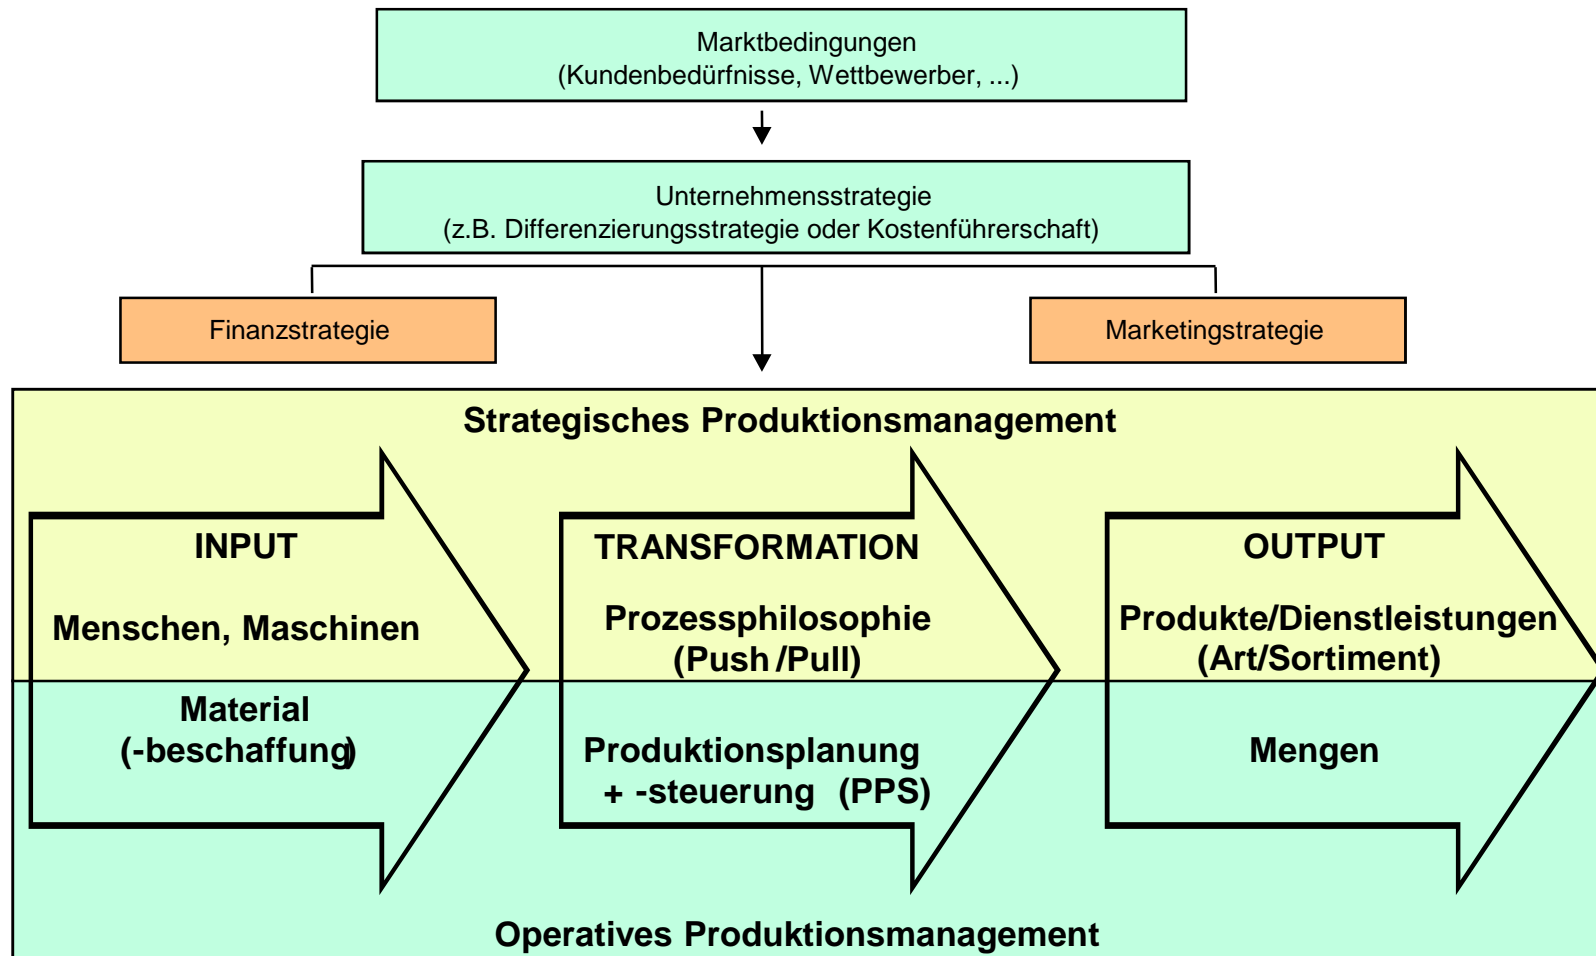 Marktbedingungen
(Kundenbedürfnisse, Wettbewerber, ...)
Unternehmensstrategie
(z.B. Differenzierungsstrategie oder Kostenführerschaft)
Finanzstrategie
Marketingstrategie
Strategisches Produktionsmanagement
INPUT
Menschen, Maschinen
Material
(-beschaffung)
TRANSFORMATION
Prozessphilosophie
(Push /Pull)
Produktionsplanung
+ -steuerung (PPS)
OUTPUT
Produkte/Dienstleistungen
(Art/Sortiment)
Mengen
Operatives Produktionsmanagement